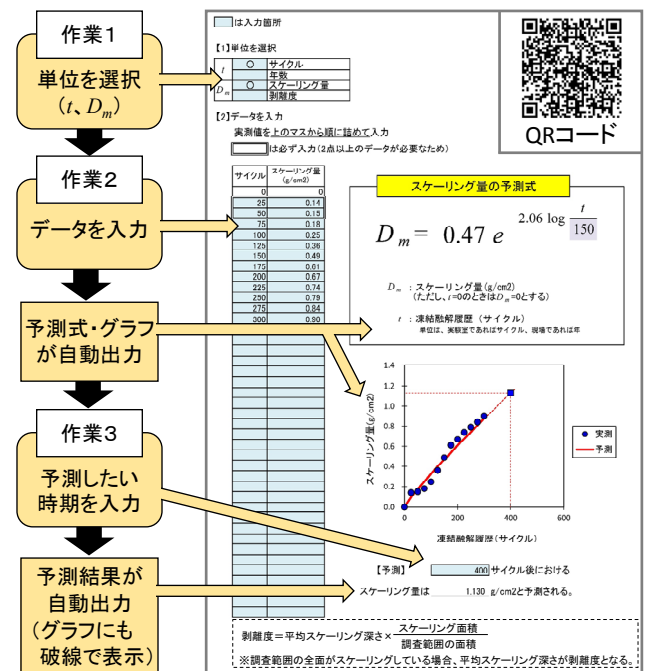 作業1
単位を選択
(t、Dm)
作業2
データを入力
予測式・グラフ
が自動出力
作業3
予測したい
時期を入力
予測結果が
自動出力
(グラフにも
破線で表示)
は入力箇所
【1】単位を選択
t ○ サイクル
年数
Dm ○ スケーリング量
剥離度
【2】データを入力
実測値を上のマスから順に詰めて入力
は必ず入力(2点以上のデータが必要なため)
QRコード
サイクル スケーリング量
(g/cm2)
0 0
25 0.14
50 0.15
75 0.18
100 0.25
125 0.36
150 0.49
175 0.61
200 0.67
225 0.74
250 0.79
275 0.84
300 0.90
スケーリング量の予測式
Dm = 0.47 e 2.06 log t/150
Dm : スケーリング量(g/cm2)
(ただし、t=0のときはDm=0とする)
t : 凍結融解履歴 (サイクル)
単位は、実験室であればサイクル、現場であれば年
スケーリング量(g/cm2)
1.4
1.2
1.0
0.8
0.6
0.4
0.2
0.0
0 200 400 600
凍結融解履歴(サイクル)
実測
予測
【予測】 400 サイクル後における
スケーリング量は 1.130 g/cm2と予測される。
剥離度=平均スケーリング深さ× スケーリング面積
調査範囲の面積
※調査範囲の全面がスケーリングしている場合、平均スケーリング深さが剥離度となる。